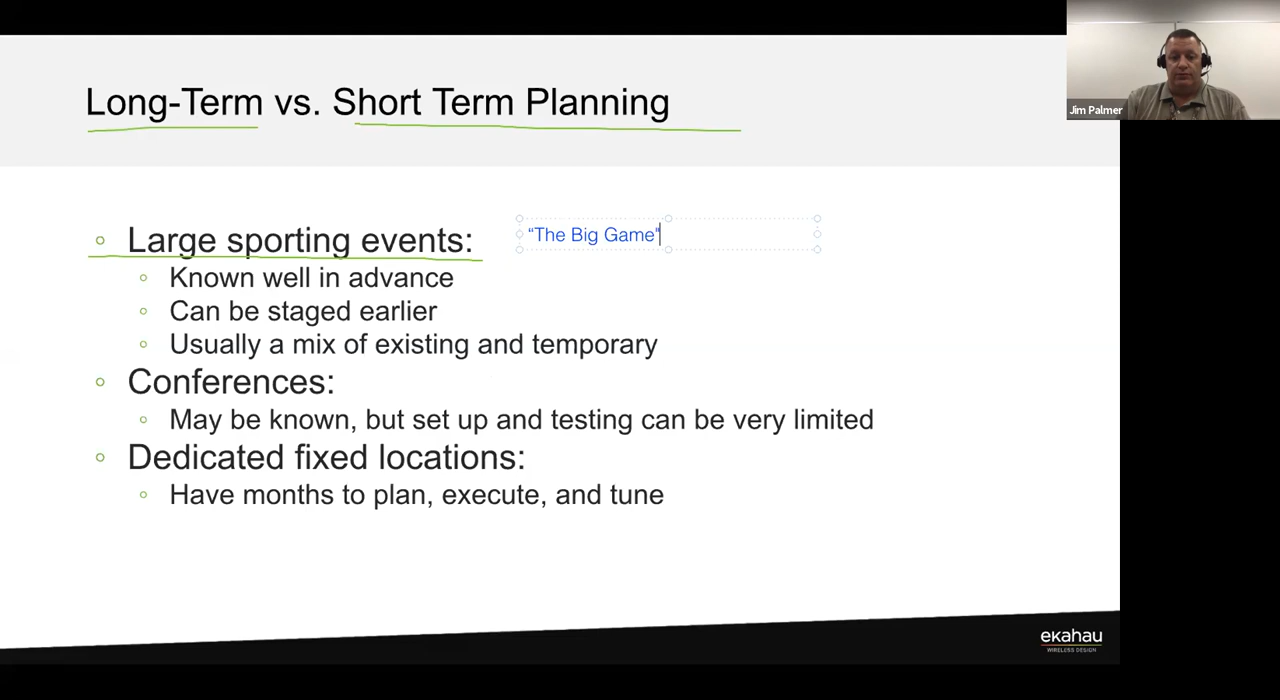 Jim Palmer
Long-Term vs. Short Term Planning
Large sporting events:
“The Big Game”
Known well in advance
Can be staged earlier
Usually a mix of existing and temporary
Conferences:
May be known, but set up and testing can be very limited
Dedicated fixed locations:
Have months to plan, execute, and tune
ekahau
WIRELESS DESIGN